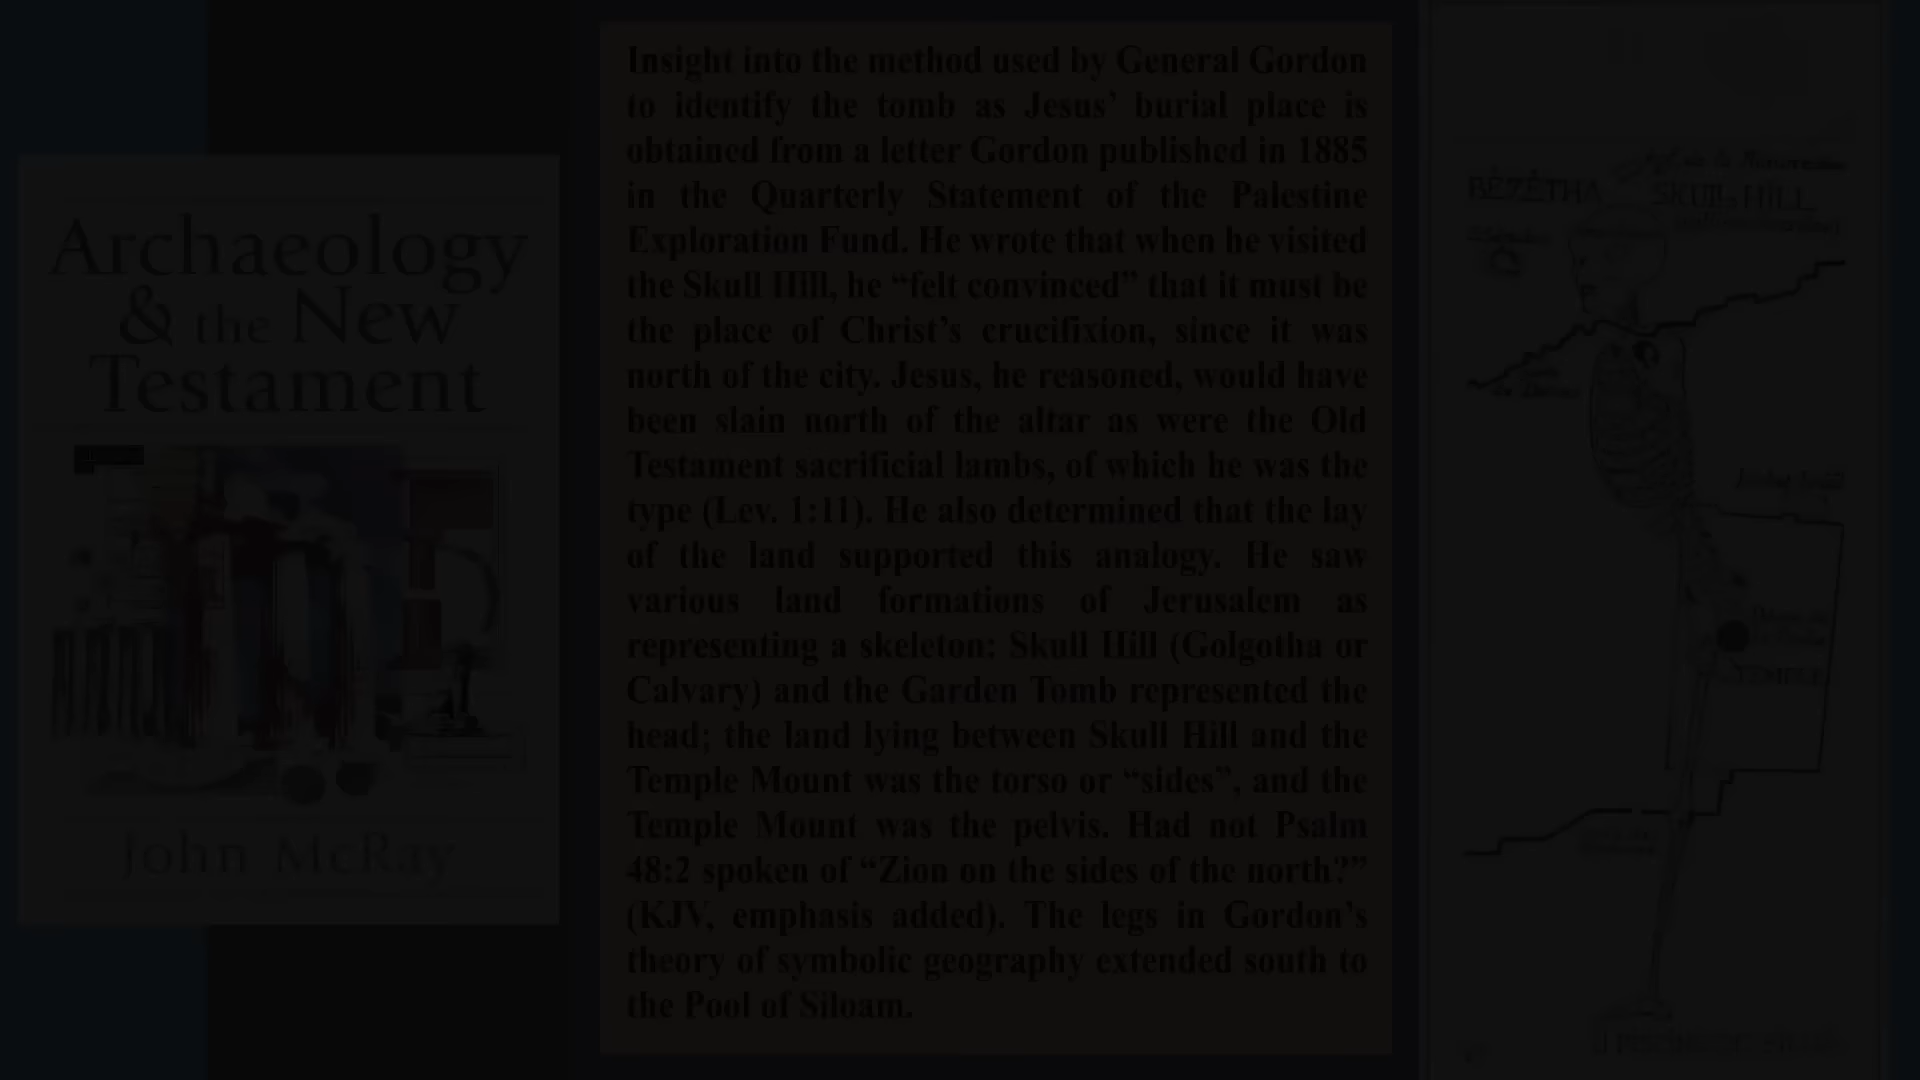 Archaeology
& the New
Testament
John McRay
Insight into the method used by General Gordon
to identify the tomb as Jesus’ burial place is
obtained from a letter Gordon published in 1885
in the Quarterly Statement of the Palestine
Exploration Fund. He wrote that when he visited
the Skull Hill, he “felt convinced” that it must be
the place of Christ’s crucifixion, since it was
north of the city. Jesus, he reasoned, would have
been slain north of the altar as were the Old
Testament sacrificial lambs, of which he was the
type (Lev. 1:11). He also determined that the lay
of the land supported this analogy. He saw
various land formations of Jerusalem as
representing a skeleton: Skull Hill (Golgotha or
Calvary) and the Garden Tomb represented the
head; the land lying between Skull Hill and the
Temple Mount was the torso or “sides”, and the
Temple Mount was the pelvis. Had not Psalm
48:2 spoken of “Zion on the sides of the north?”
(KJV, emphasis added). The legs in Gordon’s
theory of symbolic geography extended south to
the Pool of Siloam.
BÉZÉTHA
SKULL HILL
TEMPLE